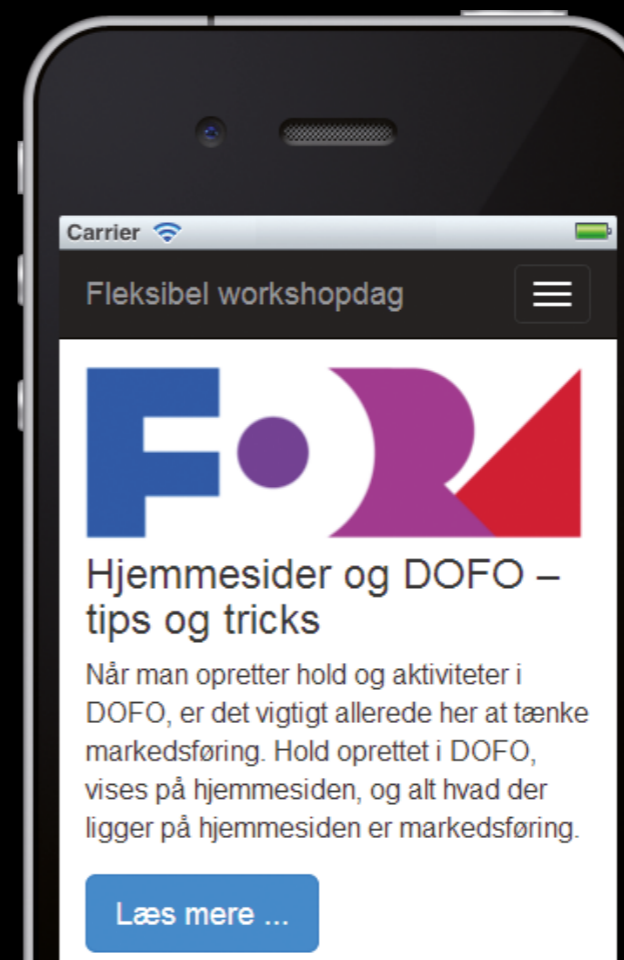 Carrier
Fleksibel workshopdag
FORA
Hjemmesider og DOFO –
tips og tricks
Når man opretter hold og aktiviteter i
DOFO, er det vigtigt allerede her at tænke
markedsføring. Hold oprettet i DOFO,
vises på hjemmesiden, og alt hvad der
ligger på hjemmesiden er markedsføring.
Læs mere ...